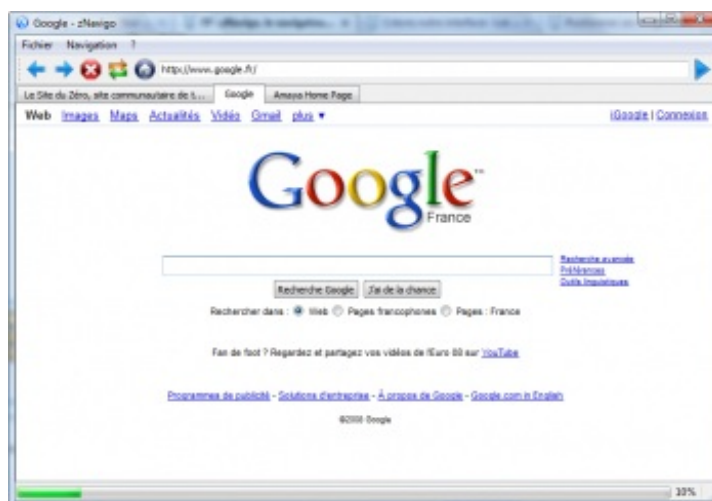 Google - zNavigo
Fichier Navigation ?
http://www.google.fr/
Le Site du Zéro, site communautaire de t... Google Amaya Home Page
Web Images Maps Actualités Vidéo Gmail plus ▼ iGoogle | Connexion
Google™
France
Recherche avancée
Préférences
Outils linguistiques
Recherche Google J'ai de la chance
Rechercher dans : Web Pages francophones Pages : France
Fan de foot ? Regardez et partagez vos vidéos de l'Euro 08 sur YouTube
Programmes de publicité - Solutions d'entreprise - À propos de Google - Google.com in English
©2008 Google
10%